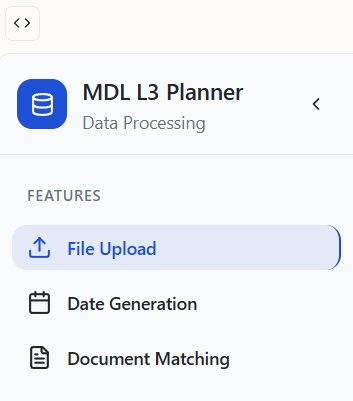 MDL L3 Planner
Data Processing
FEATURES
File Upload
Date Generation
Document Matching